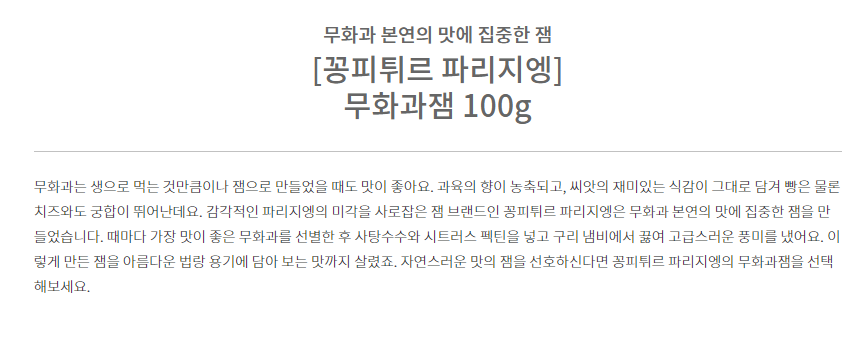 무화과 본연의 맛에 집중한 잼
[꽁피튀르 파리지엥]
무화과잼 100g
무화과는 생으로 먹는 것만큼이나 잼으로 만들었을 때도 맛이 좋아요. 과육의 향이 농축되고, 씨앗의 재미있는 식감이 그대로 담겨 빵은 물론
치즈와도 궁합이 뛰어난데요. 감각적인 파리지엥의 미각을 사로잡은 잼 브랜드인 꽁피튀르 파리지엥은 무화과 본연의 맛에 집중한 잼을 만
들었습니다. 때마다 가장 맛이 좋은 무화과를 선별한 후 사탕수수와 시트러스 펙틴을 넣고 구리 냄비에서 끓여 고급스러운 풍미를 냈어요. 이
렇게 만든 잼을 아름다운 법랑 용기에 담아 보는 맛까지 살렸죠. 자연스러운 맛의 잼을 선호하신다면 꽁피튀르 파리지엥의 무화과잼을 선택
해보세요.